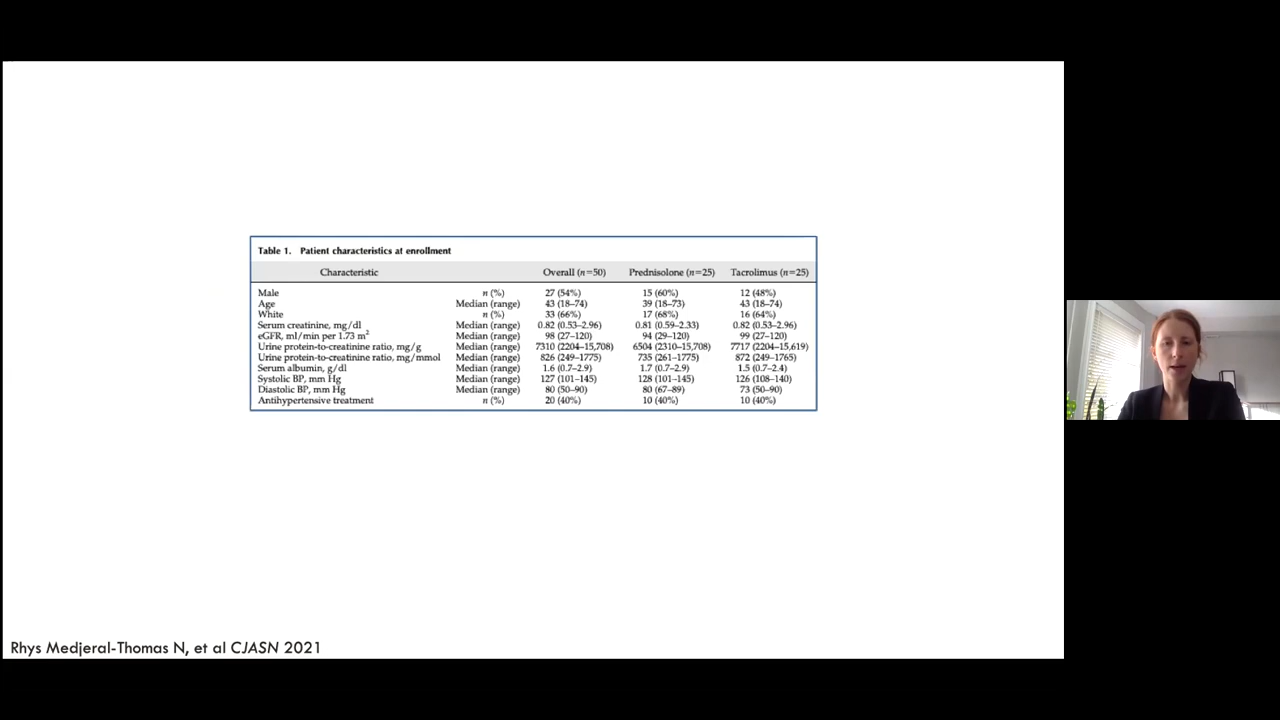 Table 1. Patient characteristics at enrollment
Characteristic Overall (n=50) Prednisolone (n=25) Tacrolimus (n=25)
Male n (%) 27 (54%) 15 (60%) 12 (48%)
Age Median (range) 43 (18–74) 39 (18–73) 43 (18–74)
White n (%) 33 (66%) 17 (68%) 16 (64%)
Serum creatinine, mg/dl Median (range) 0.82 (0.53–2.96) 0.81 (0.59–2.33) 0.82 (0.53–2.96)
eGFR, ml/min per 1.73 m² Median (range) 98 (27–120) 94 (29–120) 99 (27–120)
Urine protein-to-creatinine ratio, mg/g Median (range) 7310 (2204–15,708) 6504 (2310–15,708) 7717 (2204–15,619)
Urine protein-to-creatinine ratio, mg/mmol Median (range) 826 (249–1775) 735 (261–1775) 872 (249–1765)
Serum albumin, g/dl Median (range) 1.6 (0.7–2.9) 1.7 (0.7–2.9) 1.5 (0.7–2.4)
Systolic BP, mm Hg Median (range) 127 (101–145) 128 (101–145) 126 (108–140)
Diastolic BP, mm Hg Median (range) 80 (50–90) 80 (67–89) 73 (50–90)
Antihypertensive treatment n (%) 20 (40%) 10 (40%) 10 (40%)
Rhys Medjeral-Thomas N, et al CJASN 2021